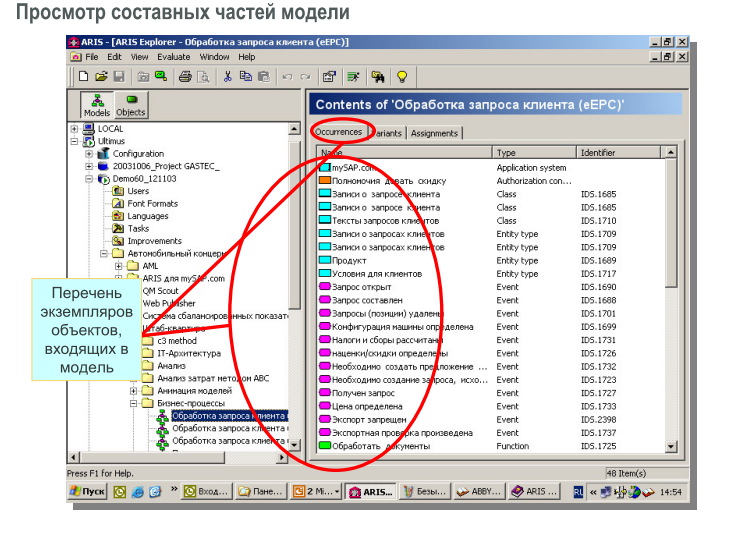 Просмотр составных частей модели
ARIS - [ARIS Explorer - Обработка запроса клиента (eEPC)]
File Edit View Evaluate Window Help
Models Objects
Contents of 'Обработка запроса клиента (eEPC)'
Occurrences Variants Assignments
Name Type Identifier
LOCAL
Ultimus
Configuration
20031006_Project GASTEC_
Demo60_121103
Users
Font Formats
Languages
Tasks
Improvements
Автомобильный концерн
AML
ARIS для mySAP.com
QM Scout
Web Publisher
Система сбалансированных показате
Штаб-квартира
c3 method
IT-Архитектура
Анализ
Анализ затрат методом ABC
Анимация моделей
Бизнес-процессы
Обработка запроса клиента
Обработка запроса клиента
Обработка запроса клиента
Перечень
экземпляров
объектов,
входящих в
модель
mySAP.com Application system
Полномочия давать скидку Authorization con...
Записи о запросе клиента Class IDS.1685
Записи о запросе клиента Class IDS.1685
Тексты запросов клиентов Class IDS.1710
Записи о запросах клиентов Entity type IDS.1709
Записи о запросах клиентов Entity type IDS.1709
Продукт Entity type IDS.1689
Условия для клиентов Entity type IDS.1717
Запрос открыт Event IDS.1690
Запрос составлен Event IDS.1688
Запросы (позиции) удалены Event IDS.1701
Конфигурация машины определена Event IDS.1699
Налоги и сборы рассчитаны Event IDS.1731
наценки/скидки определены Event IDS.1726
Необходимо создать предложение ... Event IDS.1732
Необходимо создание запроса, исхо... Event IDS.1723
Получен запрос Event IDS.1727
Цена определена Event IDS.1733
Экспорт запрещен Event IDS.2398
Экспортная проверка произведена Event IDS.1737
Обработать документы Function IDS.1725
Press F1 for Help. 48 Item(s)
Пуск » Вход... Пане... 2 Mi... ARIS... Безы... ABBY... ARIS ... RL « 14:54